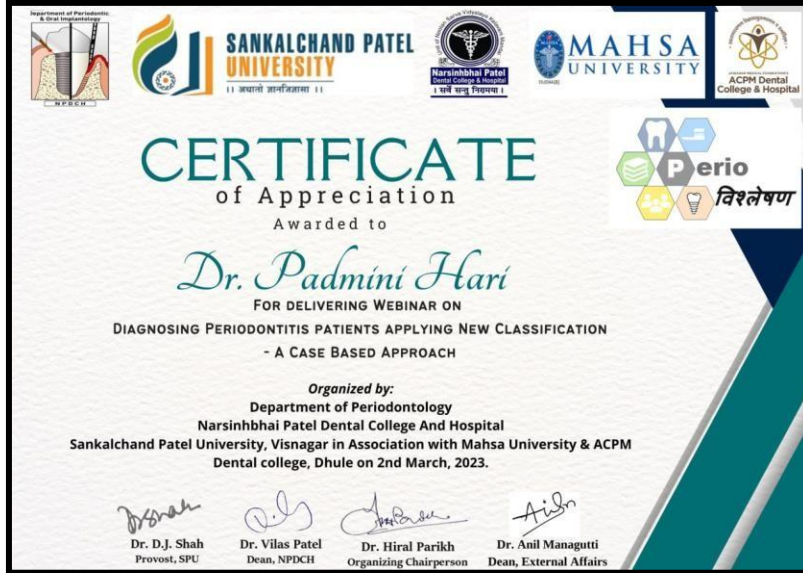 Department of Periodontic
& Oral Implantology
NPDCH
SANKALCHAND PATEL
UNIVERSITY
।। अथातो ज्ञानजिज्ञासा ।।
Narsinhbhai Patel
Dental College & Hospital
। सर्वे सन्तु निरामया ।
MAHSA
UNIVERSITY
ACPM Dental
College & Hospital
Perio
विश्लेषण
CERTIFICATE
of Appreciation
Awarded to
Dr. Padmini Hari
FOR DELIVERING WEBINAR ON
DIAGNOSING PERIODONTITIS PATIENTS APPLYING NEW CLASSIFICATION
- A CASE BASED APPROACH
Organized by:
Department of Periodontology
Narsinhbhai Patel Dental College And Hospital
Sankalchand Patel University, Visnagar in Association with Mahsa University & ACPM
Dental college, Dhule on 2nd March, 2023.
Dr. D.J. Shah
Provost, SPU
Dr. Vilas Patel
Dean, NPDCH
Dr. Hiral Parikh
Organizing Chairperson
Dr. Anil Managutti
Dean, External Affairs